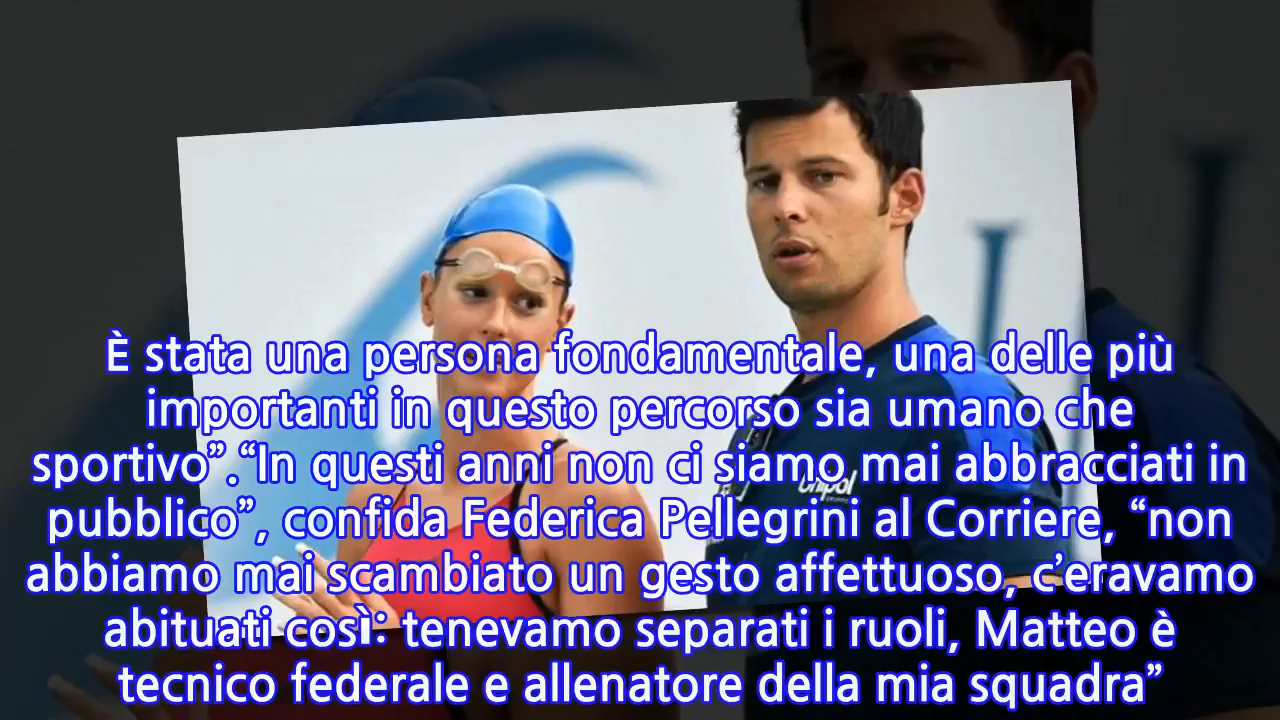 È stata una persona fondamentale, una delle più
importanti in questo percorso sia umano che
sportivo”.“In questi anni non ci siamo mai abbracciati in
pubblico”, confida Federica Pellegrini al Corriere, “non
abbiamo mai scambiato un gesto affettuoso, c’eravamo
abituati così: tenevamo separati i ruoli, Matteo è
tecnico federale e allenatore della mia squadra”
Unipol